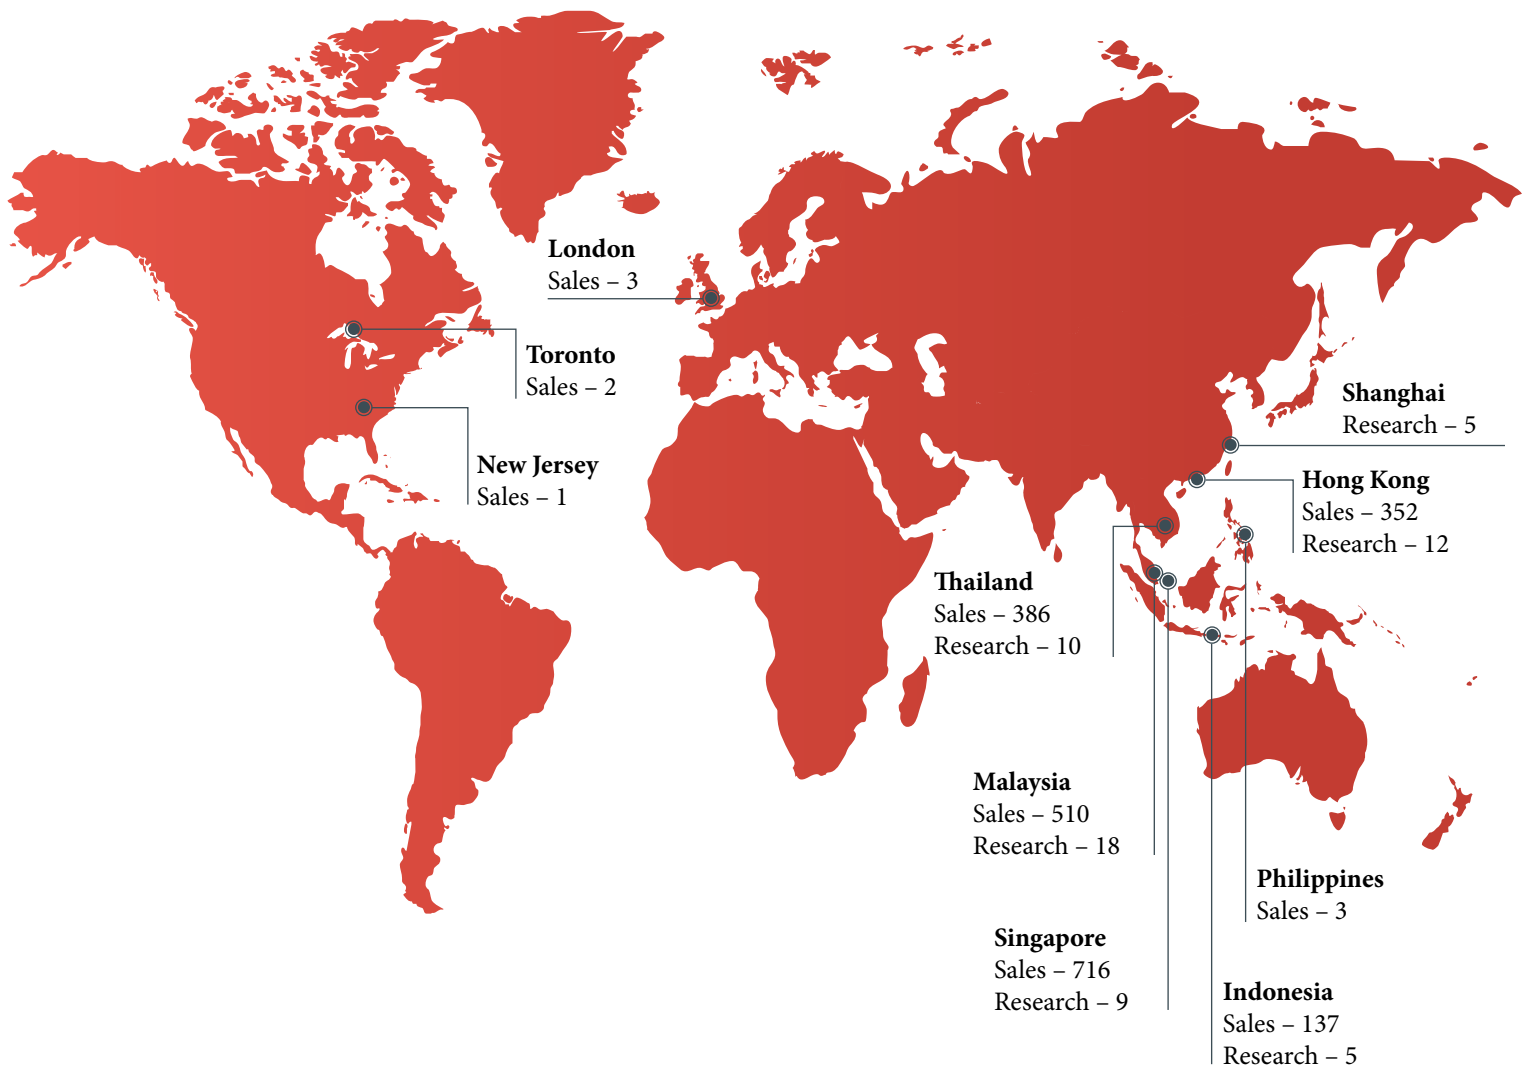 London
Sales – 3
Toronto
Sales – 2
New Jersey
Sales – 1
Shanghai
Research – 5
Hong Kong
Sales – 352
Research – 12
Thailand
Sales – 386
Research – 10
Malaysia
Sales – 510
Research – 18
Philippines
Sales – 3
Singapore
Sales – 716
Research – 9
Indonesia
Sales – 137
Research – 5